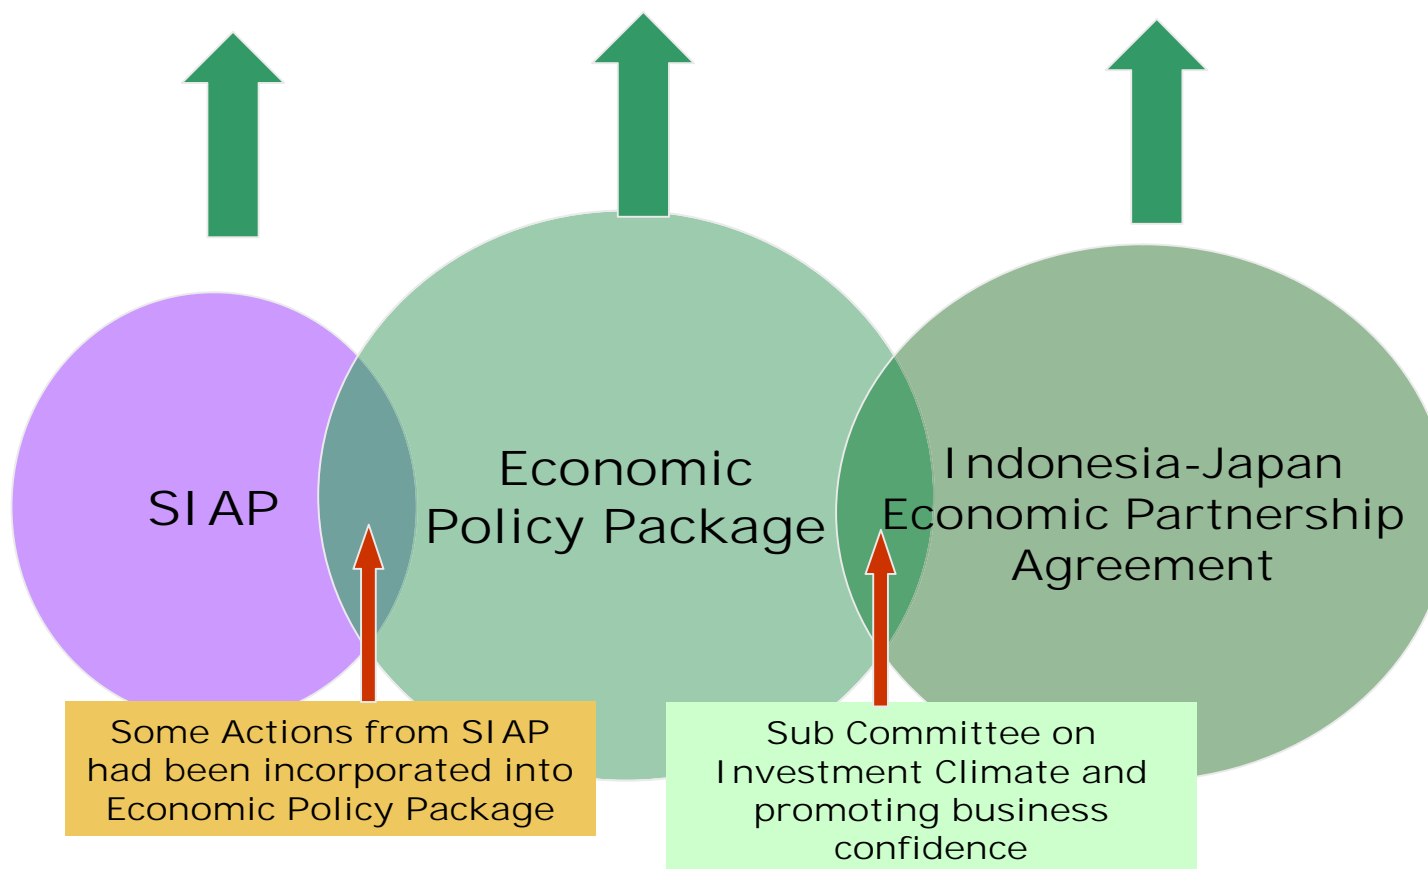 SIAP
Economic
Policy Package
Indonesia-Japan
Economic Partnership
Agreement
Some Actions from SIAP
had been incorporated into
Economic Policy Package
Sub Committee on
Investment Climate and
promoting business
confidence